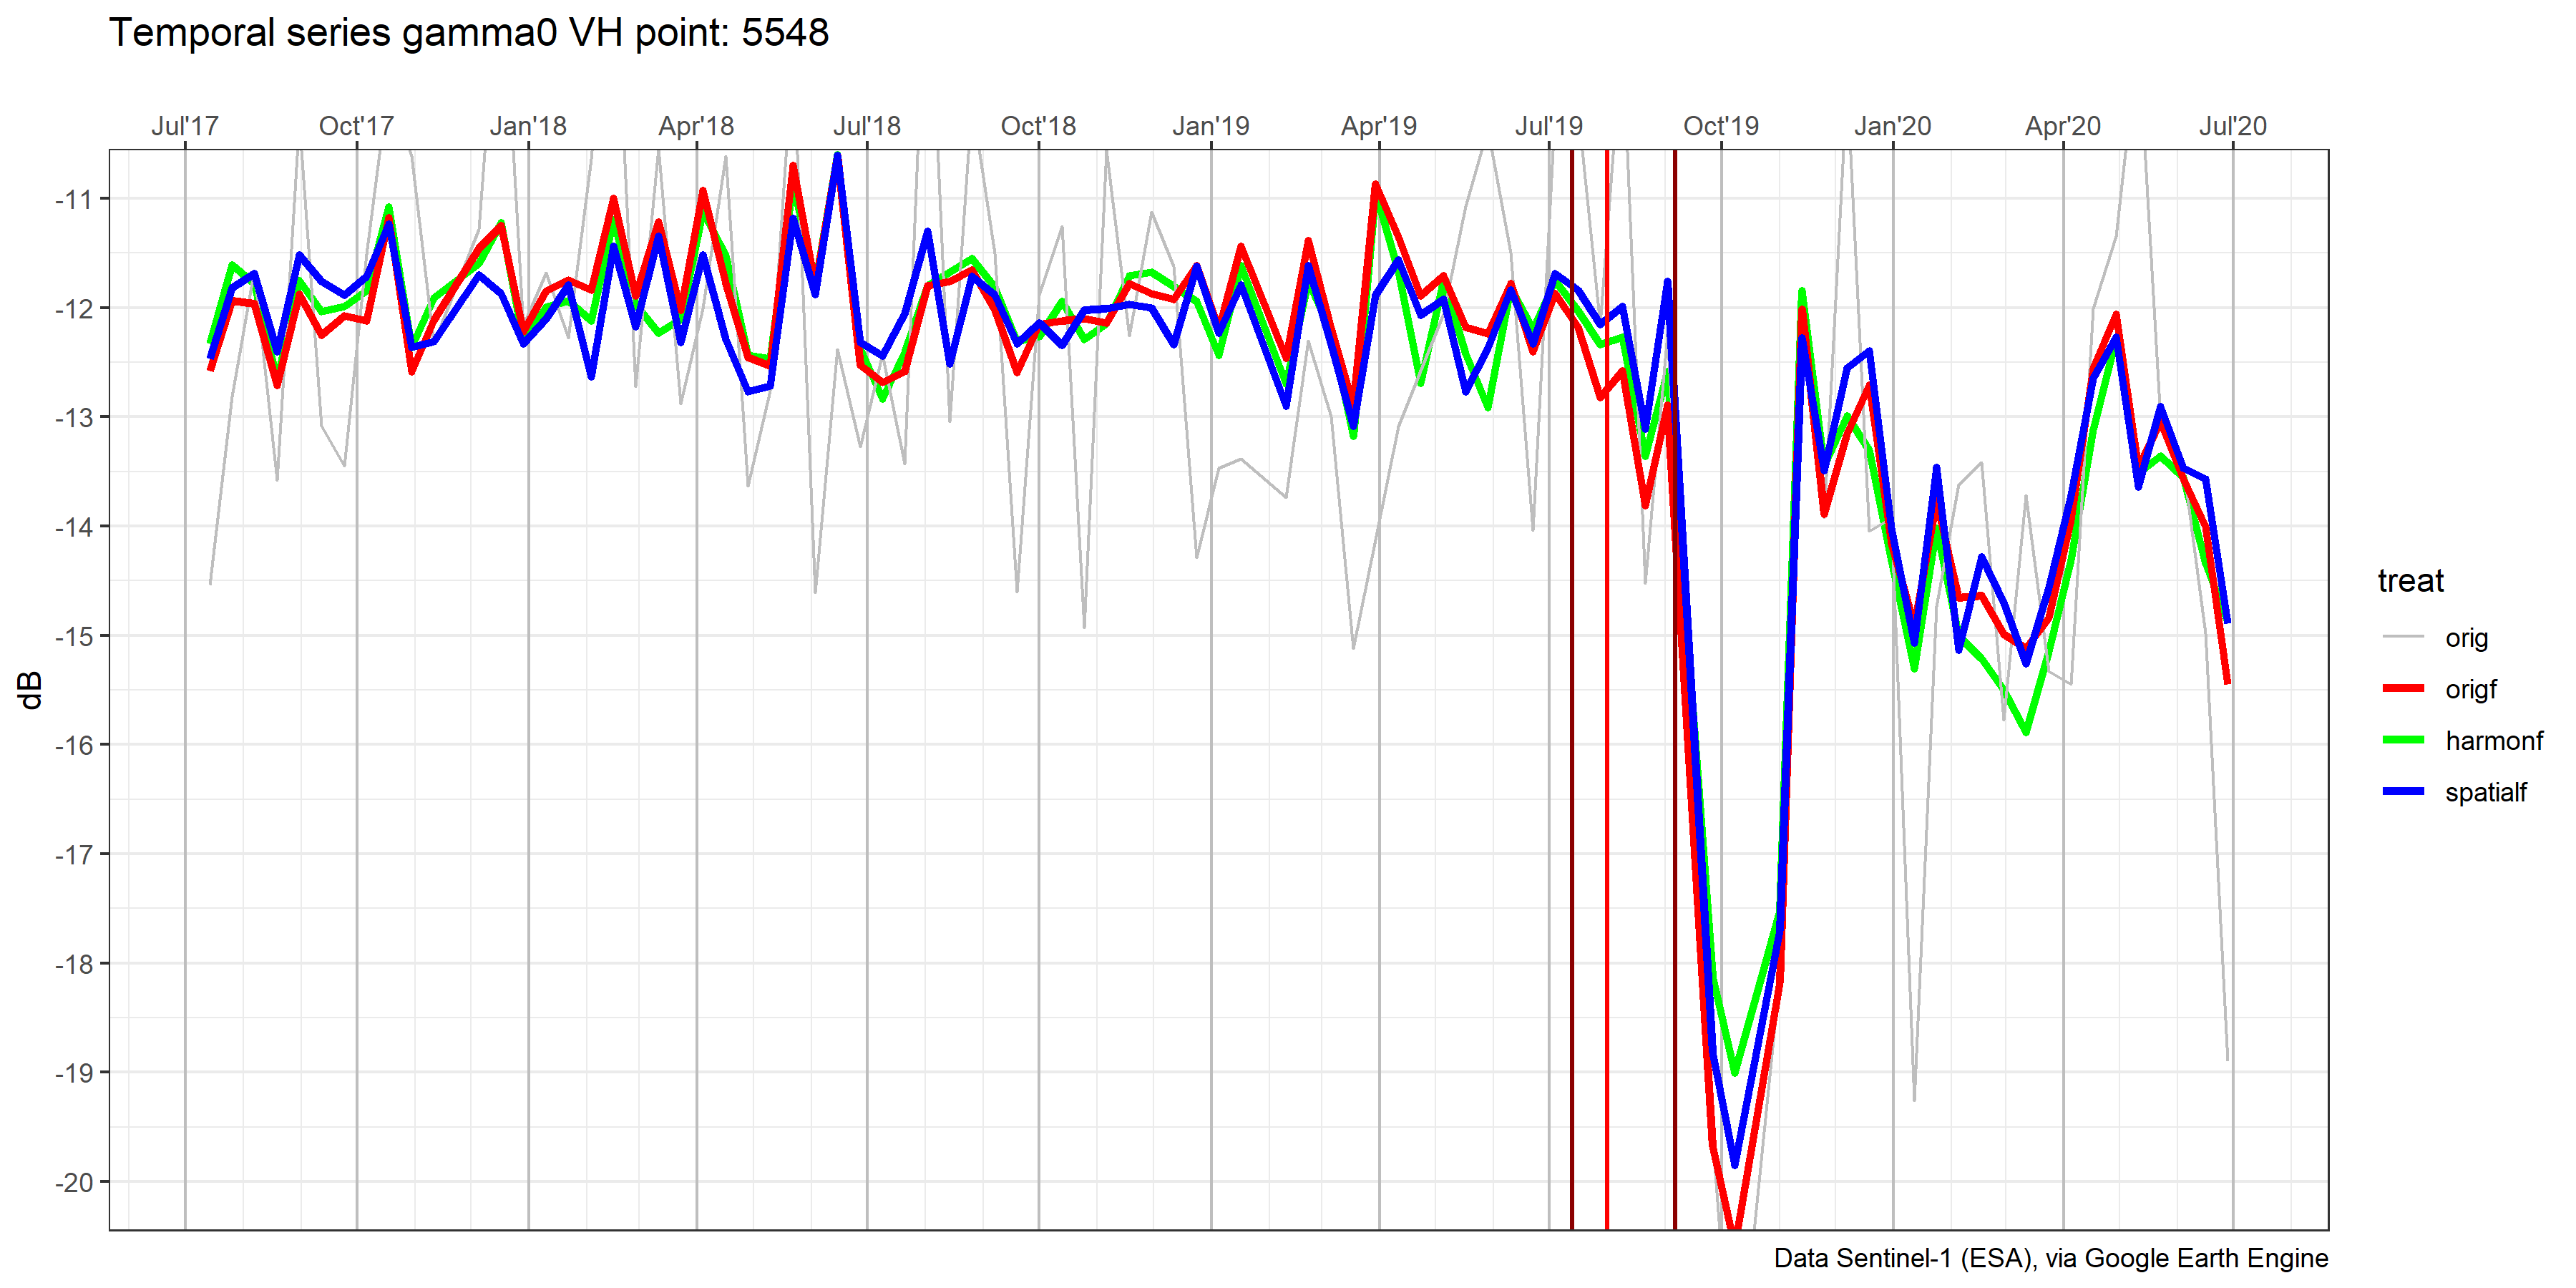 Temporal series gamma0 VH point: 5548
Jul'17 Oct'17 Jan'18 Apr'18 Jul'18 Oct'18 Jan'19 Apr'19 Jul'19 Oct'19 Jan'20 Apr'20 Jul'20
-11
-12
-13
-14
-15
-16
-17
-18
-19
-20
dB
treat
orig
origf
harmonf
spatialf
Data Sentinel-1 (ESA), via Google Earth Engine